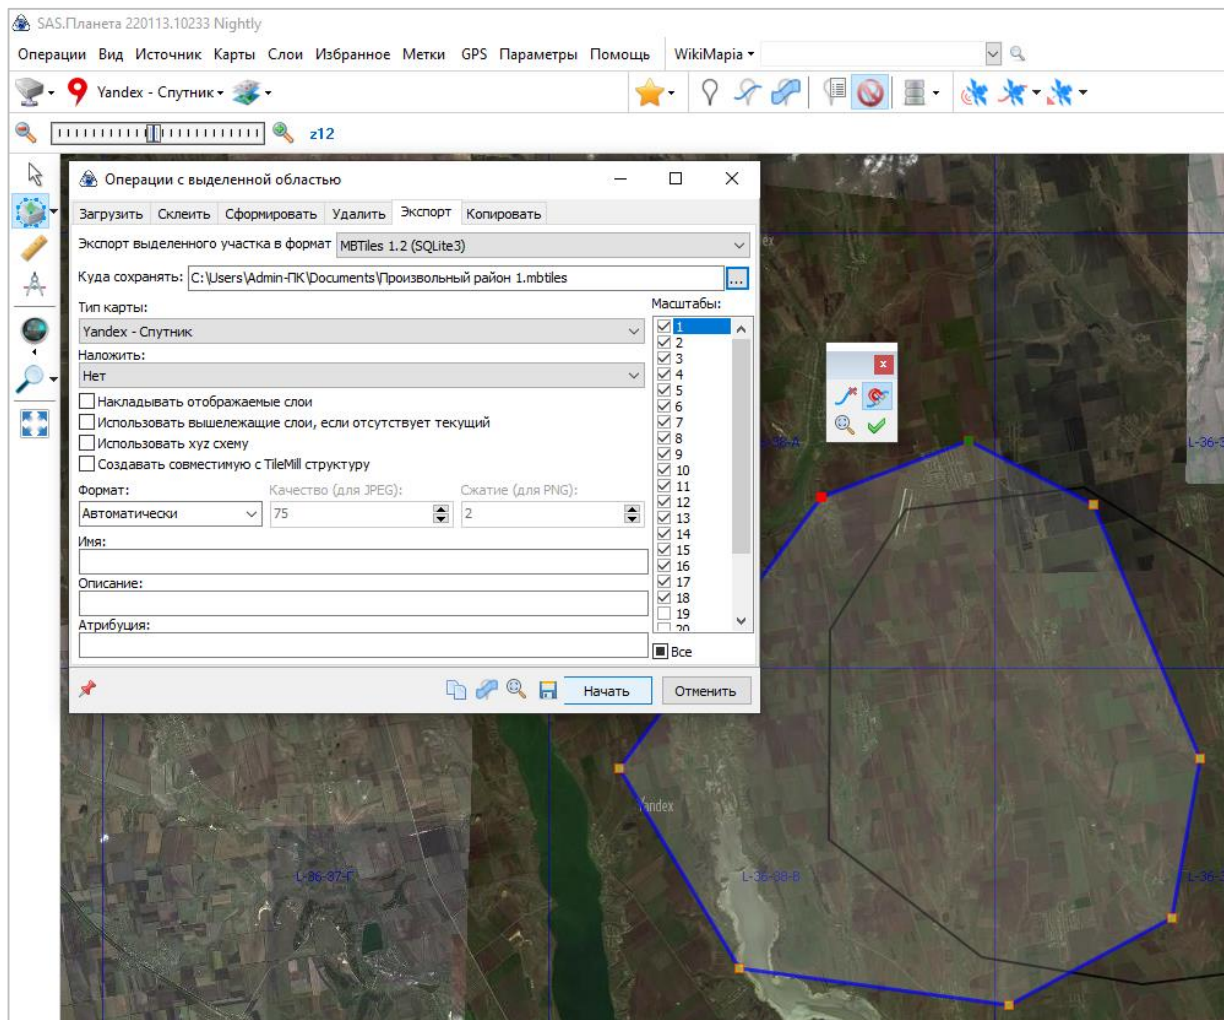 SAS.Планета 220113.10233 Nightly
Операции Вид Источник Карты Слои Избранное Метки GPS Параметры Помощь WikiMapia
Yandex - Спутник
z12
Операции с выделенной областью
Загрузить Склеить Сформировать Удалить Экспорт Копировать
Экспорт выделенного участка в формат MBTiles 1.2 (SQLite3)
Куда сохранять: C:\Users\Admin-ПК\Documents\Произвольный район 1.mbtiles ...
Тип карты:
Yandex - Спутник
Наложить:
Нет
Накладывать отображаемые слои
Использовать вышележащие слои, если отсутствует текущий
Использовать xyz схему
Создавать совместимую с TileMill структуру
Формат: Качество (для JPEG): Сжатие (для PNG):
Автоматически 75 2
Имя:
Описание:
Атрибуция:
Масштабы:
1
2
3
4
5
6
7
8
9
10
11
12
13
14
15
16
17
18
19
20
Все
Начать Отменить
Yandex
L-36-37-Г